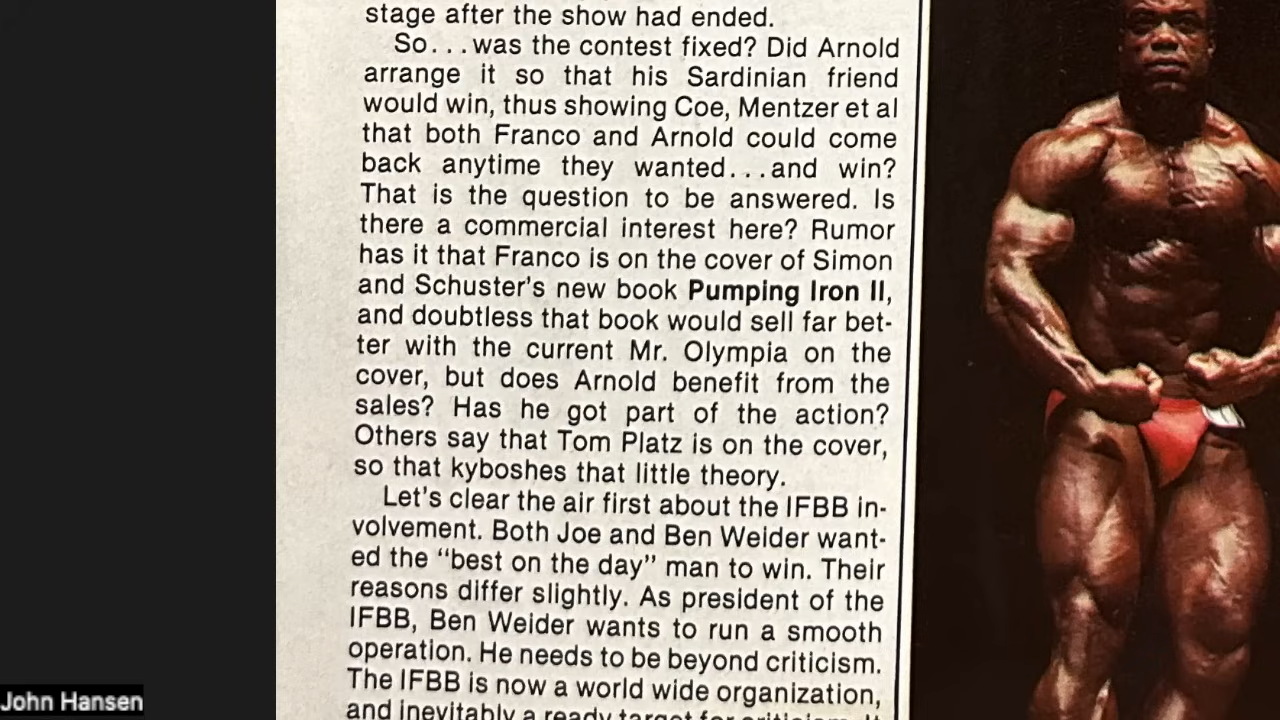 stage after the show had ended.
So...was the contest fixed? Did Arnold
arrange it so that his Sardinian friend
would win, thus showing Coe, Mentzer et al
that both Franco and Arnold could come
back anytime they wanted...and win?
That is the question to be answered. Is
there a commercial interest here? Rumor
has it that Franco is on the cover of Simon
and Schuster's new book Pumping Iron II,
and doubtless that book would sell far bet-
ter with the current Mr. Olympia on the
cover, but does Arnold benefit from the
sales? Has he got part of the action?
Others say that Tom Platz is on the cover,
so that kyboshes that little theory.
Let's clear the air first about the IFBB in-
volvement. Both Joe and Ben Weider want-
ed the "best on the day" man to win. Their
reasons differ slightly. As president of the
IFBB, Ben Weider wants to run a smooth
operation. He needs to be beyond criticism.
The IFBB is now a world wide organization,
and inevitably a ready target for criticism. It
John Hansen